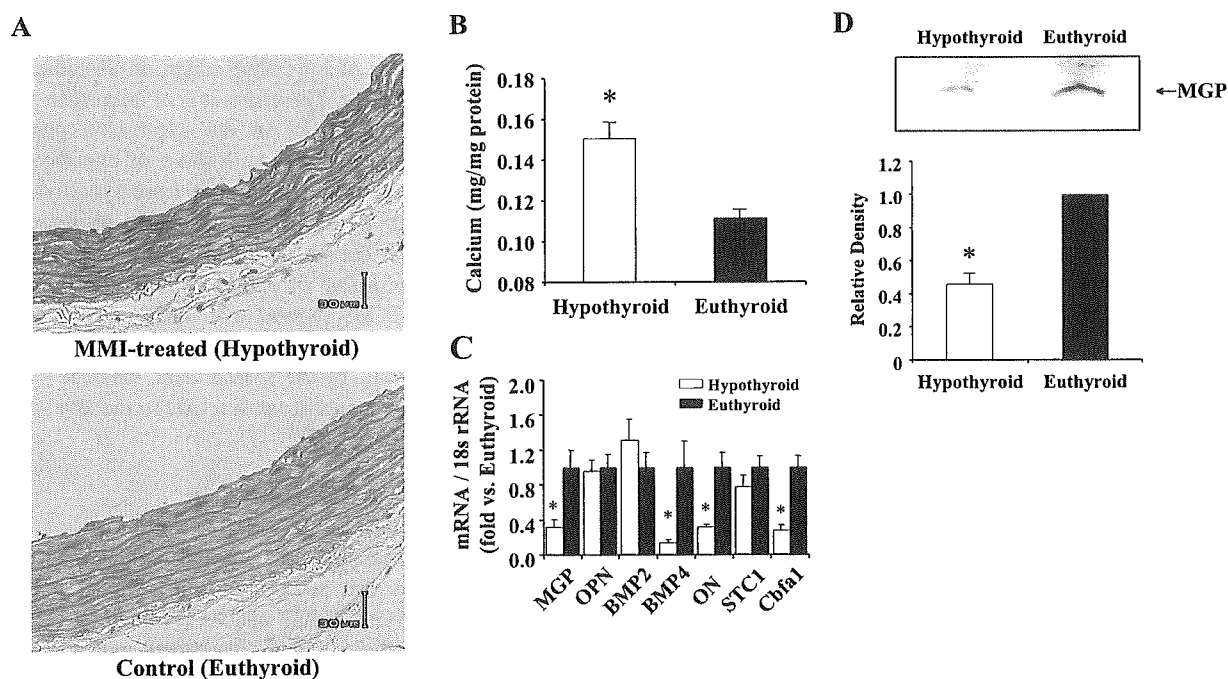 A
30 µm
MMI-treated (Hypothyroid)
30 µm
Control (Euthyroid)
B
Calcium (mg/mg protein)
0.18
0.16
0.14
0.12
0.10
0.08
*
Hypothyroid Euthyroid
C
mRNA / 18s rRNA
(fold vs. Euthyroid)
2.0
1.6
1.2
0.8
0.4
0.0
Hypothyroid
Euthyroid
* * * *
MGP OPN BMP2 BMP4 ON STC1 Cbfa1
D
Hypothyroid Euthyroid
←MGP
Relative Density
1.2
1.0
0.8
0.6
0.4
0.2
0
*
Hypothyroid Euthyroid